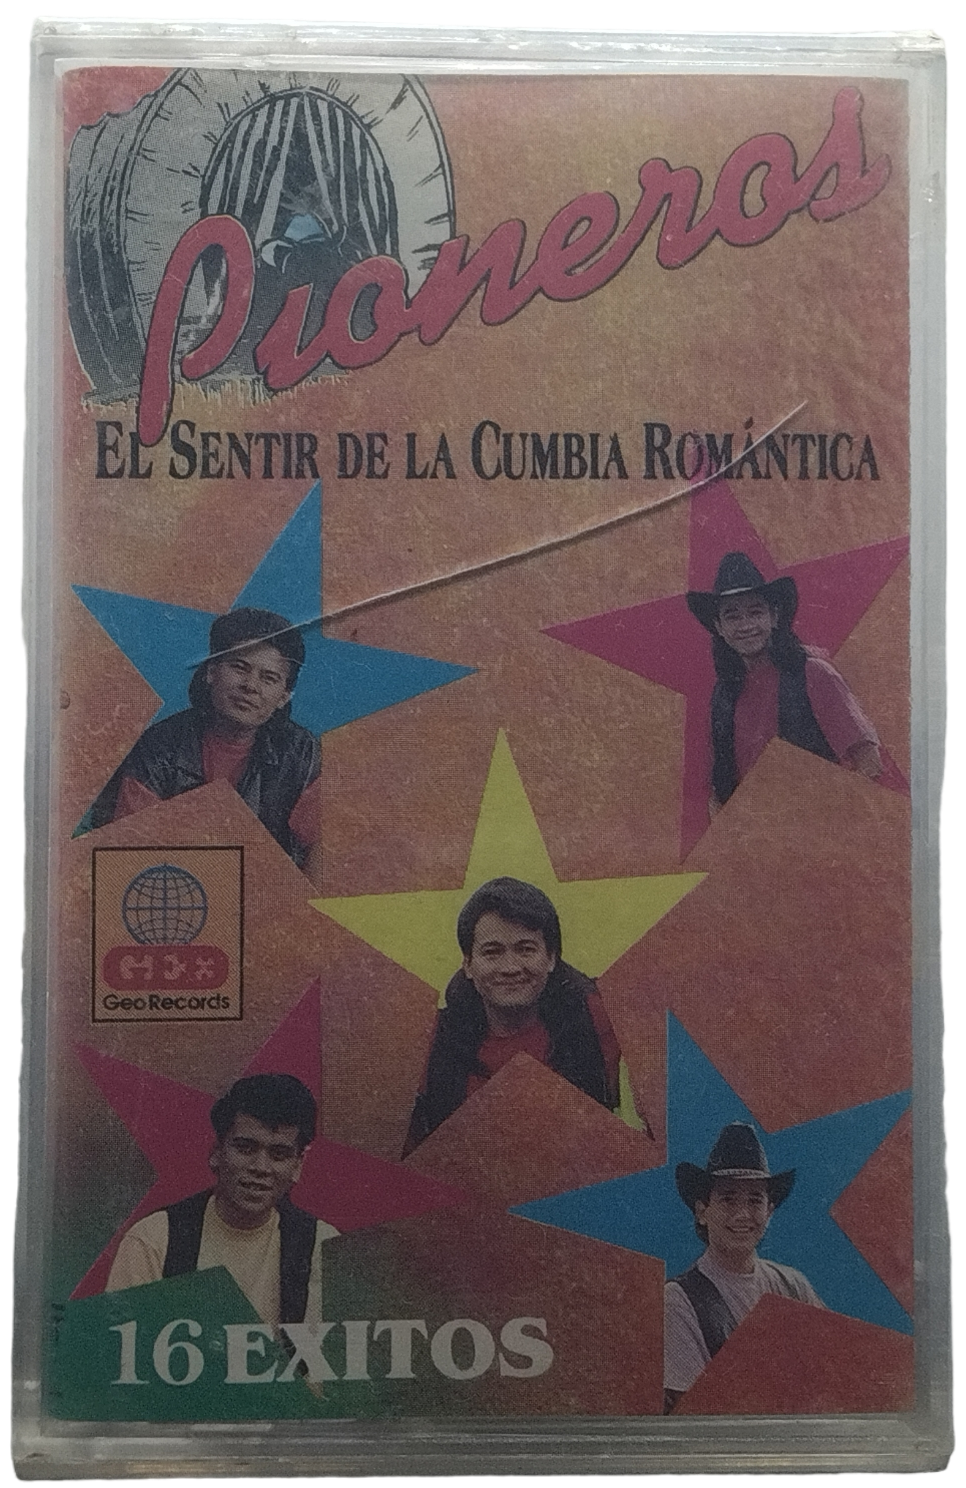 Pioneros
EL SENTIR DE LA CUMBIA ROMÁNTICA
Geo Records
16 EXITOS